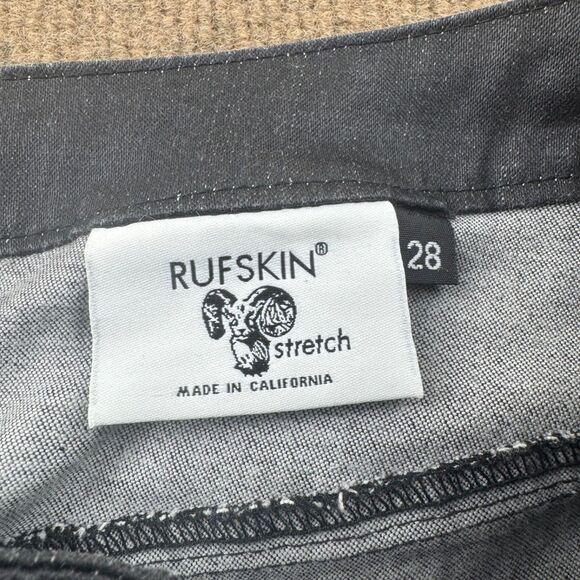 RUFSKIN®
stretch
MADE IN CALIFORNIA
28